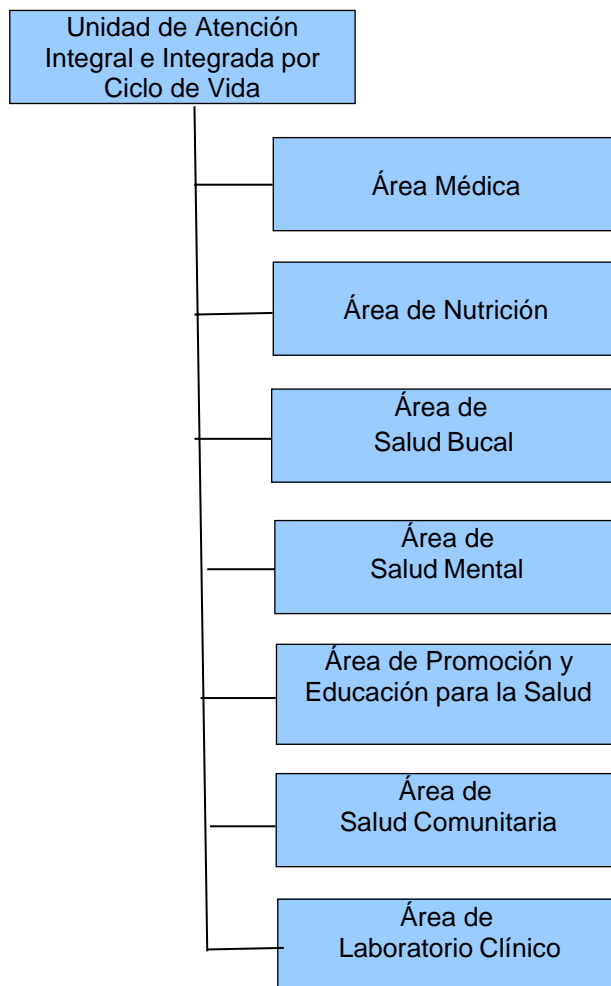 Unidad de Atención
Integral e Integrada por
Ciclo de Vida
Área Médica
Área de Nutrición
Área de
Salud Bucal
Área de
Salud Mental
Área de Promoción y
Educación para la Salud
Área de
Salud Comunitaria
Área de
Laboratorio Clínico